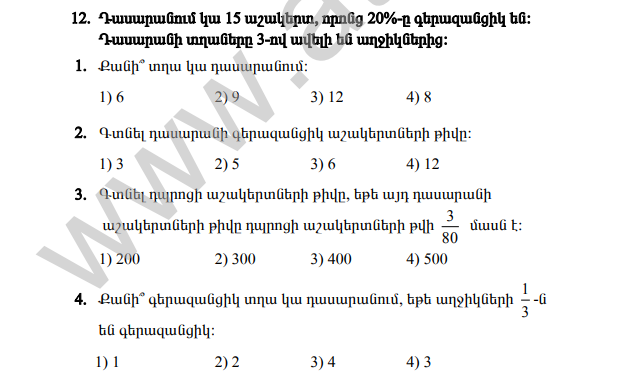 12. Դասարանում կա 15 աշակերտ, որոնց 20%-ը գերազանցիկ են:
Դասարանի տղաները 3-ով ավելի են աղջիկներից:
1. Քանի՞ տղա կա դասարանում:
1) 6 2) 9 3) 12 4) 8
2. Գտնել դասարանի գերազանցիկ աշակերտների թիվը:
1) 3 2) 5 3) 6 4) 12
3. Գտնել դպրոցի աշակերտների թիվը, եթե այդ դասարանի
աշակերտների թիվը դպրոցի աշակերտների թվի 3/80 մասն է:
1) 200 2) 300 3) 400 4) 500
4. Քանի՞ գերազանցիկ տղա կա դասարանում, եթե աղջիկների 1/3-ն
են գերազանցիկ:
1) 1 2) 2 3) 4 4) 3